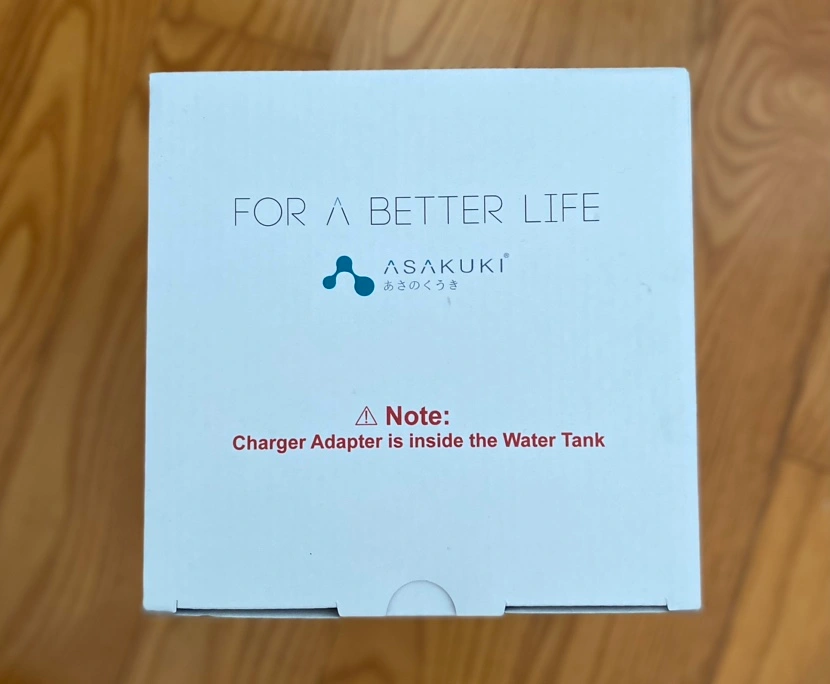 FOR A BETTER LIFE
ASAKUKI®
あさのくうき
⚠ Note:
Charger Adapter is inside the Water Tank